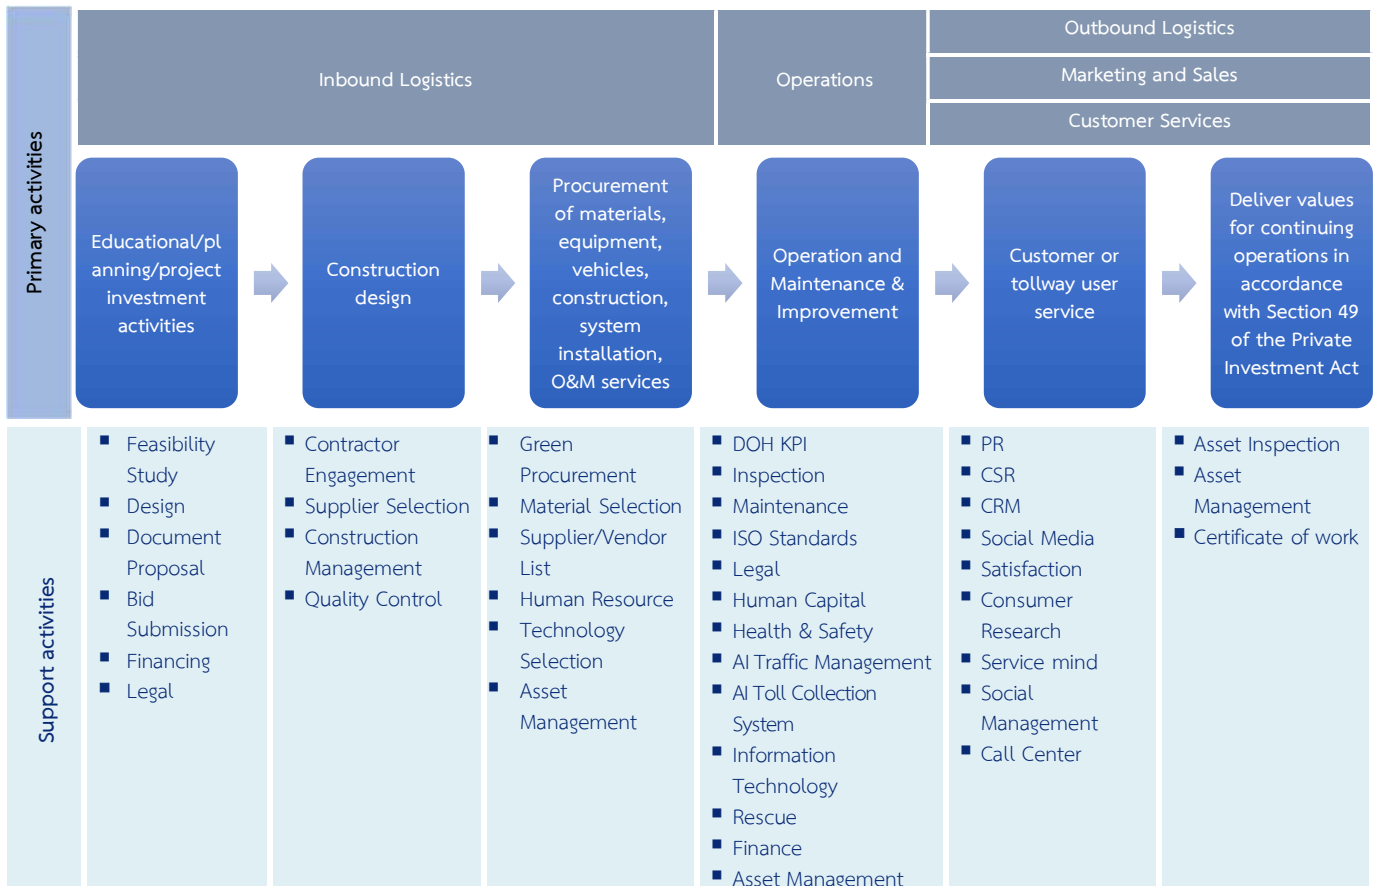 Primary activities
Inbound Logistics
Operations
Outbound Logistics
Marketing and Sales
Customer Services
Educational/pl
anning/project
investment
activities
Construction
design
Procurement
of materials,
equipment,
vehicles,
construction,
system
installation,
O&M services
Operation and
Maintenance &
Improvement
Customer or
tollway user
service
Deliver values
for continuing
operations in
accordance
with Section 49
of the Private
Investment Act
Support activities
▪ Feasibility
Study
▪ Design
▪ Document
Proposal
▪ Bid
Submission
▪ Financing
▪ Legal
▪ Contractor
Engagement
▪ Supplier Selection
▪ Construction
Management
▪ Quality Control
▪ Green
Procurement
▪ Material Selection
▪ Supplier/Vendor
List
▪ Human Resource
▪ Technology
Selection
▪ Asset
Management
▪ DOH KPI
▪ Inspection
▪ Maintenance
▪ ISO Standards
▪ Legal
▪ Human Capital
▪ Health & Safety
▪ AI Traffic Management
▪ AI Toll Collection
System
▪ Information
Technology
▪ Rescue
▪ Finance
▪ Asset Management
▪ PR
▪ CSR
▪ CRM
▪ Social Media
▪ Satisfaction
▪ Consumer
Research
▪ Service mind
▪ Social
Management
▪ Call Center
▪ Asset Inspection
▪ Asset
Management
▪ Certificate of work